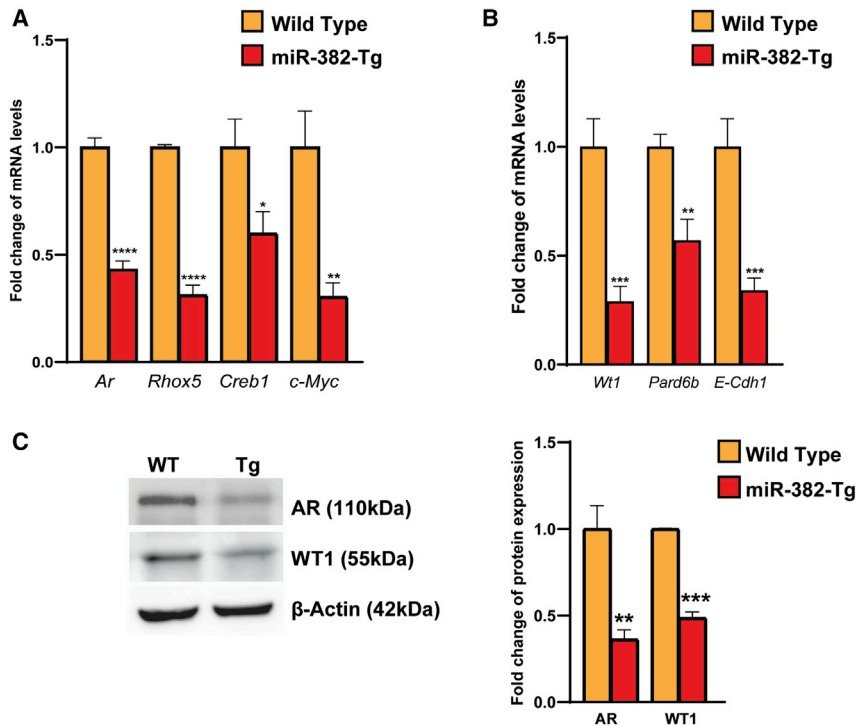 A
Wild Type
miR-382-Tg
Fold change of mRNA levels
1.5
1.0
0.5
0.0
****
****
*
**
Ar Rhox5 Creb1 c-Myc
B
Wild Type
miR-382-Tg
Fold change of mRNA levels
1.5
1.0
0.5
0.0
***
**
***
Wt1 Pard6b E-Cdh1
C
WT Tg
AR (110kDa)
WT1 (55kDa)
β-Actin (42kDa)
Wild Type
miR-382-Tg
Fold change of protein expression
1.5
1.0
0.5
0.0
**
***
AR WT1